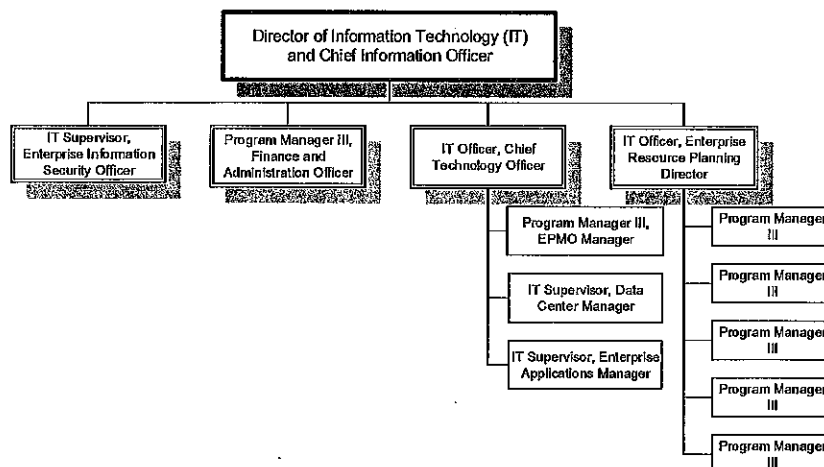 Director of Information Technology (IT)
and Chief Information Officer
IT Supervisor,
Enterprise Information
Security Officer
Program Manager III,
Finance and
Administration Officer
IT Officer, Chief
Technology Officer
IT Officer, Enterprise
Resource Planning
Director
Program Manager III,
EPMO Manager
IT Supervisor, Data
Center Manager
IT Supervisor, Enterprise
Applications Manager
Program Manager
III
Program Manager
III
Program Manager
III
Program Manager
III
Program Manager
III